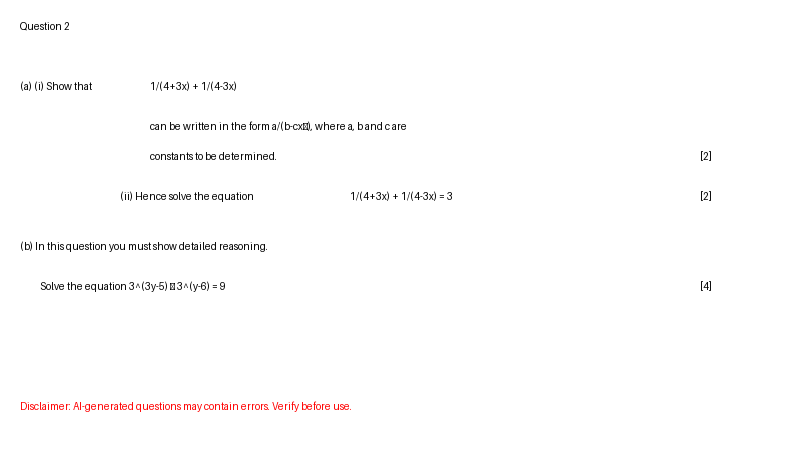 Question 2
(a) (i) Show that 1/(4+3x) + 1/(4-3x)
can be written in the form a/(b-cx▯), where a, b and c are
constants to be determined. [2]
(ii) Hence solve the equation 1/(4+3x) + 1/(4-3x) = 3 [2]
(b) In this question you must show detailed reasoning.
Solve the equation 3^(3y-5) ▯ 3^(y-6) = 9 [4]
Disclaimer: AI-generated questions may contain errors. Verify before use.